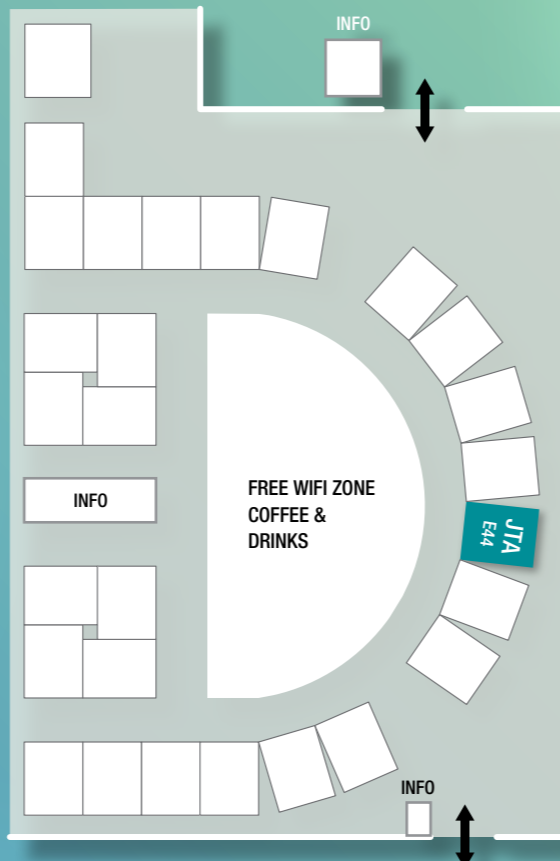 INFO
INFO
FREE WIFI ZONE
COFFEE &
DRINKS
JTA
E44
INFO